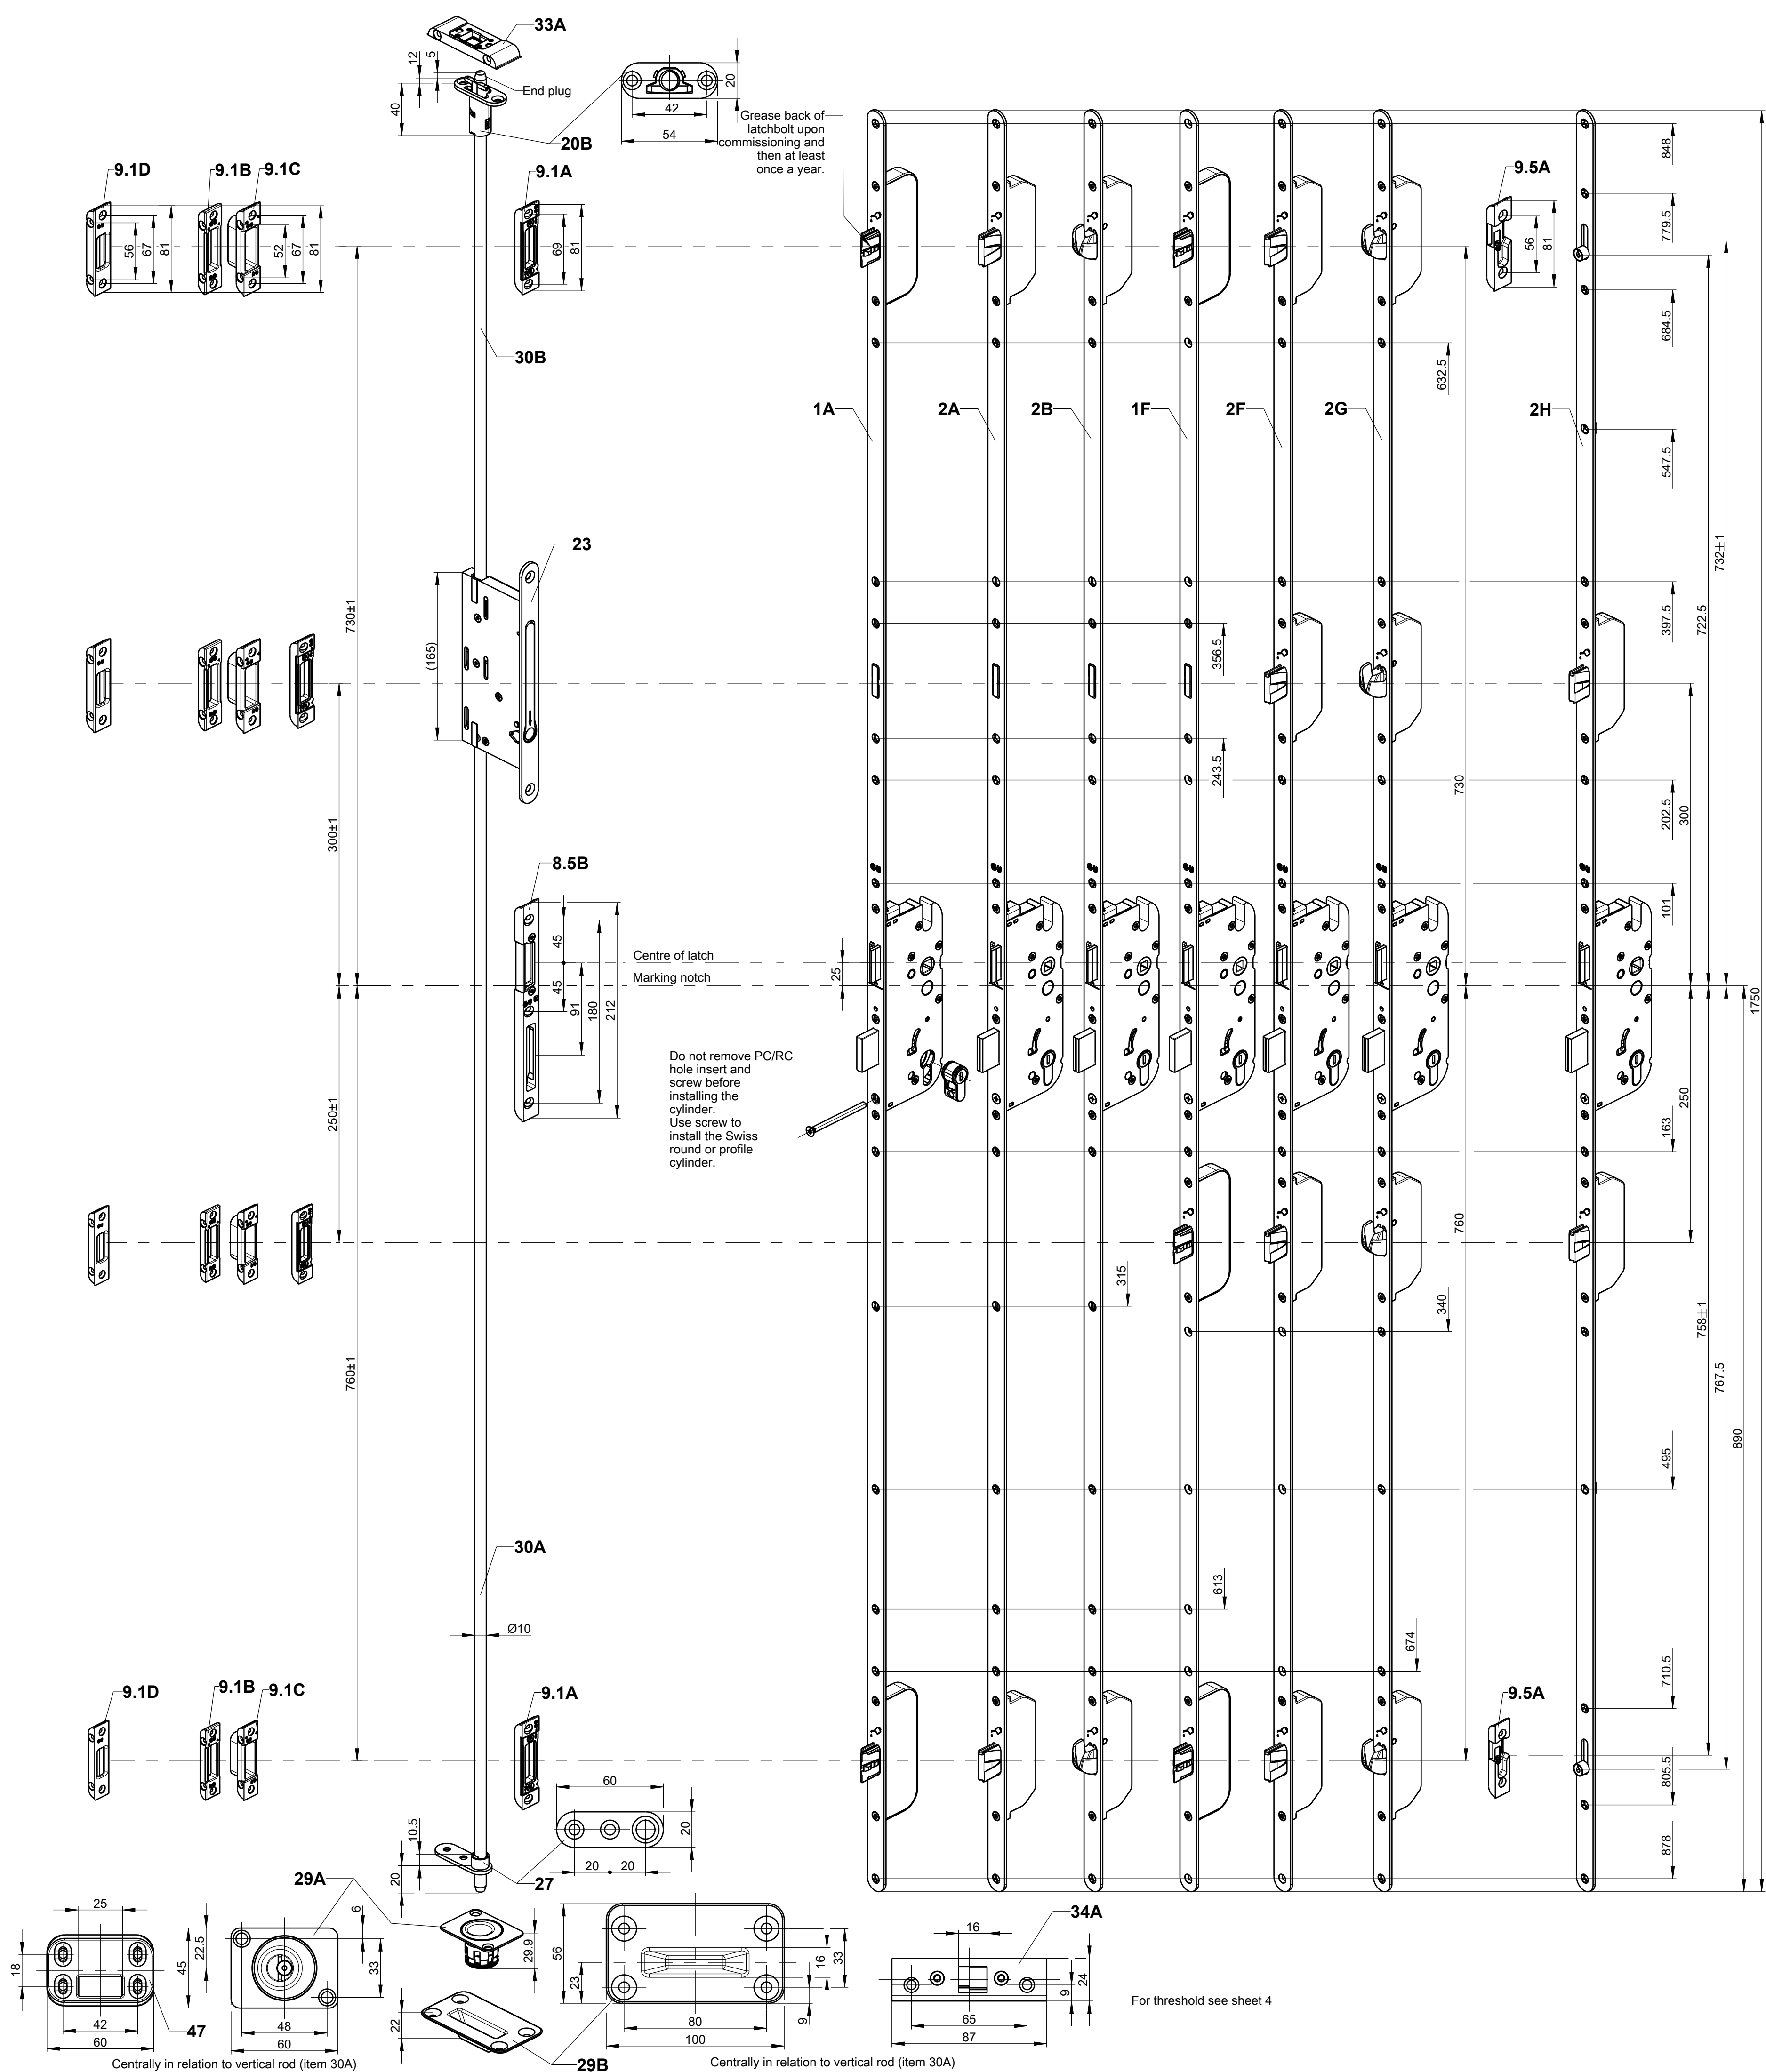 33A
12
5
End plug
40
20B
20
42
54
Grease back of
latchbolt upon
commissioning and
then at least
once a year.
9.1D
9.1B
9.1C
9.1A
9.5A
56
67
81
52
67
81
69
81
56
81
848
779.5
684.5
632.5
547.5
30B
1A
2A
2B
1F
2F
2G
2H
23
(165)
730±1
300±1
356.5
243.5
397.5
202.5
101
732±1
722.5
730
300
1750
8.5B
45
45
91
180
212
Centre of latch
Marking notch
25
Do not remove PC/RC
hole insert and
screw before
installing the
cylinder.
Use screw to
install the Swiss
round or profile
cylinder.
250±1
760±1
163
250
315
340
760
758±1
767.5
890
495
30A
Ø10
613
674
710.5
805.5
878
9.1D
9.1B
9.1C
9.1A
9.5A
60
20
20
20
10.5
20
27
29A
25
18
42
60
47
6
22.5
45
33
48
60
29.9
22
29B
56
23
16
33
9
80
100
34A
16
24
9
65
87
For threshold see sheet 4
Centrally in relation to vertical rod (item 30A)
Centrally in relation to vertical rod (item 30A)